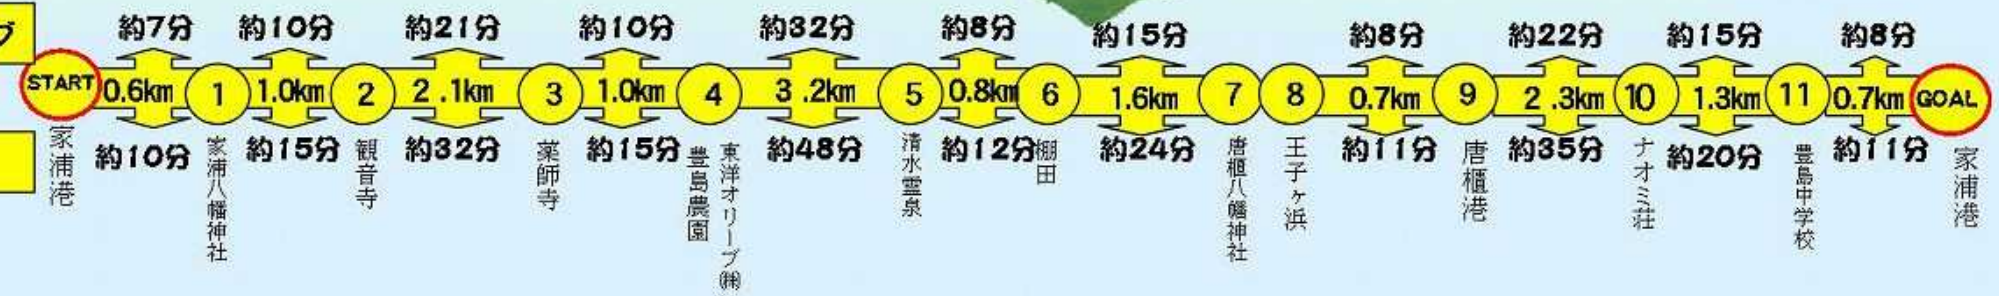 グ
約7分 約10分 約21分 約10分 約32分 約8分 約15分 約8分 約22分 約15分 約8分
START 0.6km 1 1.0km 2 2.1km 3 1.0km 4 3.2km 5 0.8km 6 1.6km 7 8 0.7km 9 2.3km 10 1.3km 11 0.7km GOAL
約10分 約15分 約32分 約15分 約48分 約12分 約24分 約11分 約35分 約20分 約11分
家浦港
家浦八幡神社
観音寺
薬師寺
東洋オリーブ㈱
豊島農園
清水霊泉
棚田
唐櫃八幡神社
王子ヶ浜
唐櫃港
ナオミ荘
豊島中学校
家浦港